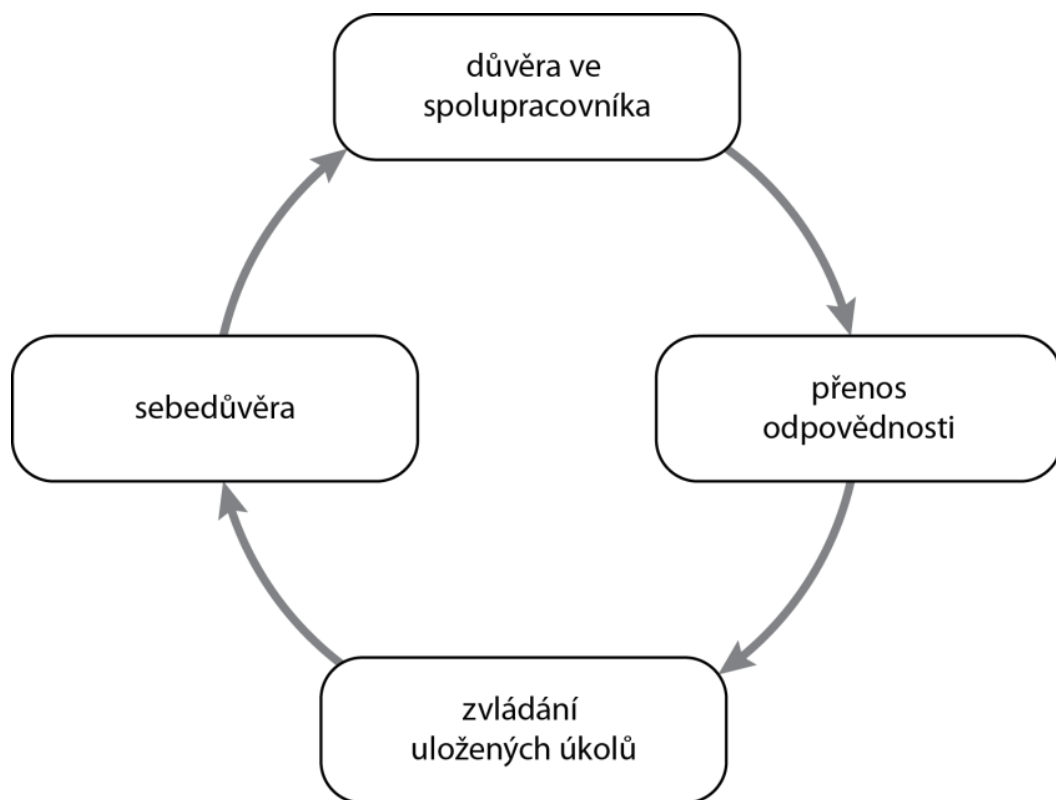 důvěra ve
spolupracovníka
sebedůvěra
přenos
odpovědnosti
zvládání
uložených úkolů